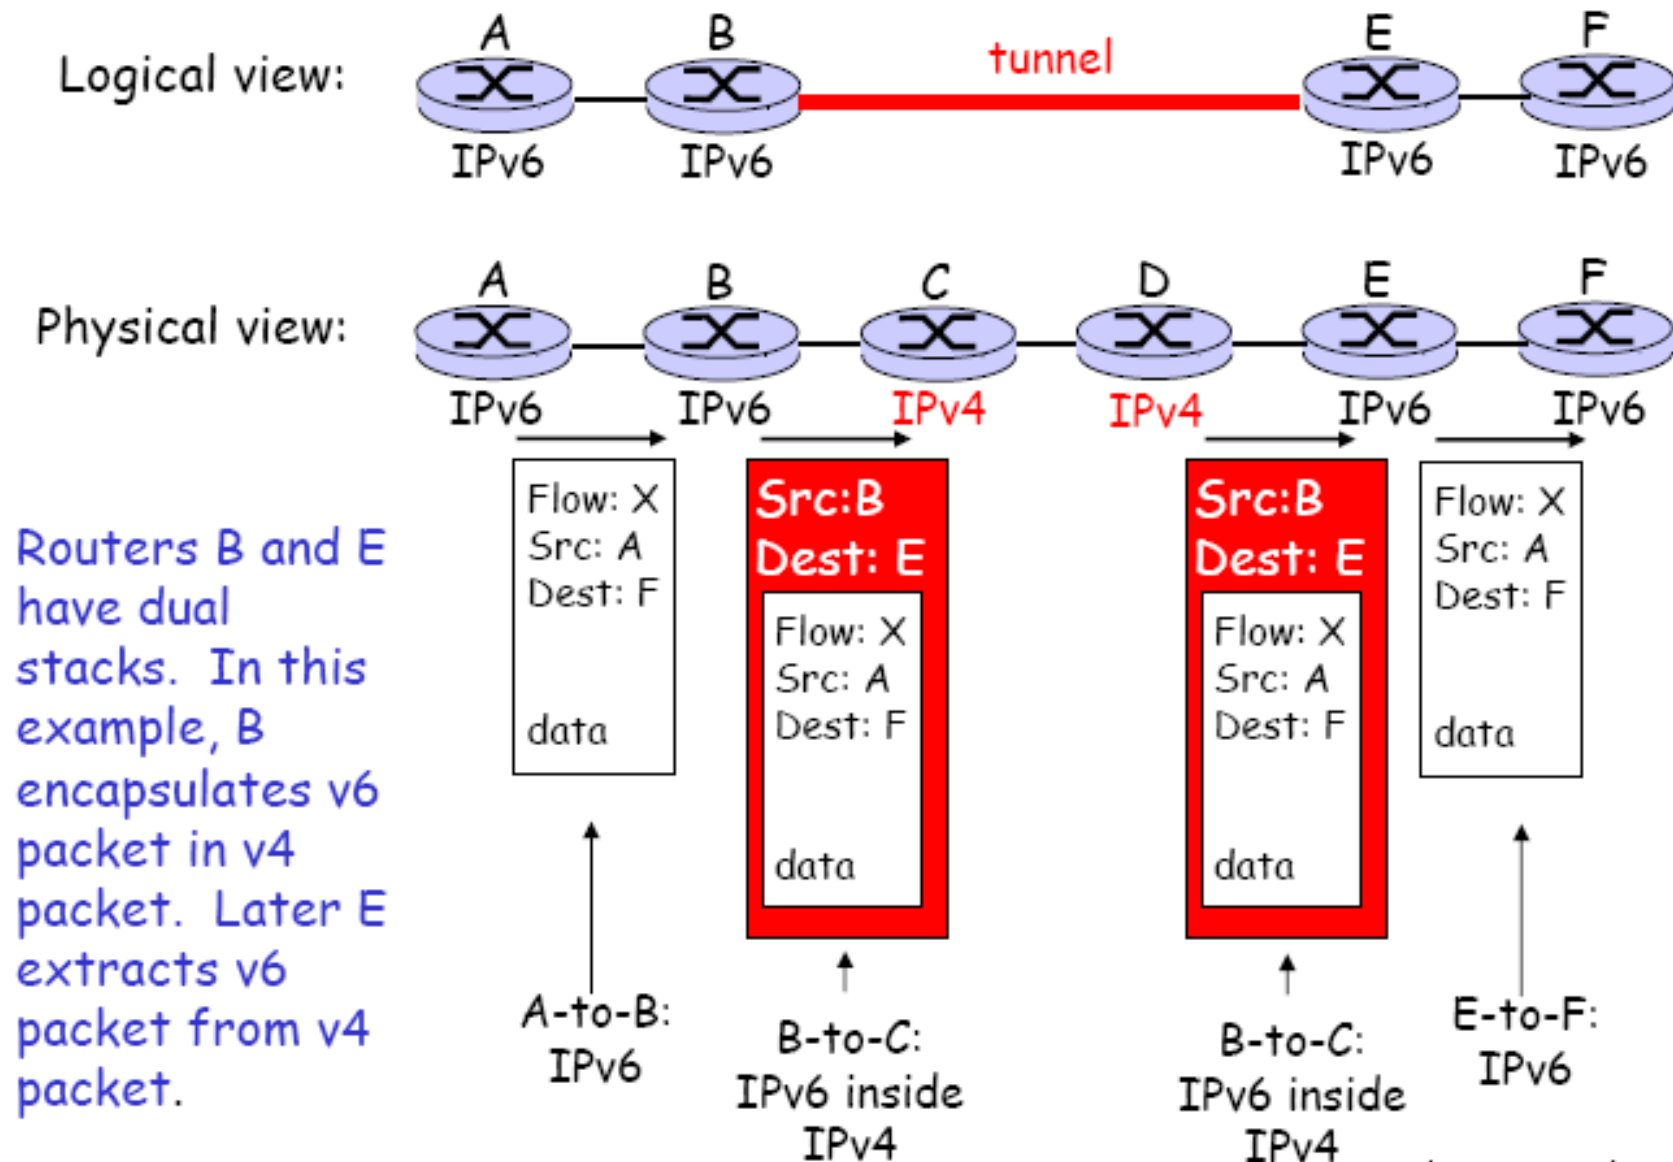 A
B
E
F
Logical view:
tunnel
IPv6
IPv6
IPv6
IPv6
A
B
C
D
E
F
Physical view:
IPv6
IPv6
IPv4
IPv4
IPv6
IPv6
Routers B and E
have dual
stacks. In this
example, B
encapsulates v6
packet in v4
packet. Later E
extracts v6
packet from v4
packet.
Flow: X
Src: A
Dest: F
data
Src:B
Dest: E
Flow: X
Src: A
Dest: F
data
Src:B
Dest: E
Flow: X
Src: A
Dest: F
data
Flow: X
Src: A
Dest: F
data
A-to-B:
IPv6
B-to-C:
IPv6 inside
IPv4
B-to-C:
IPv6 inside
IPv4
E-to-F:
IPv6